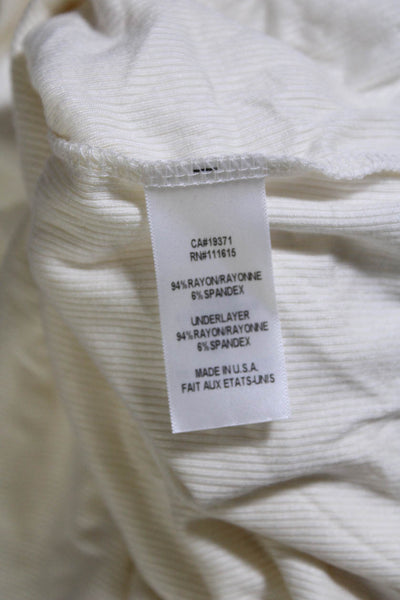 CA#19371
RN#111615
94%RAYON/RAYONNE
6%SPANDEX
UNDERLAYER
94%RAYON/RAYONNE
6%SPANDEX
MADE IN U.S.A.
FAIT AUX ETATS-UNIS